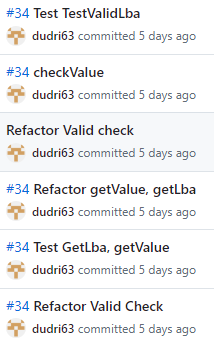 #34 Test TestValidLba
dudri63 committed 5 days ago
#34 checkValue
dudri63 committed 5 days ago
Refactor Valid check
dudri63 committed 5 days ago
#34 Refactor getValue, getLba
dudri63 committed 5 days ago
#34 Test GetLba, getValue
dudri63 committed 5 days ago
#34 Refactor Valid Check
dudri63 committed 5 days ago